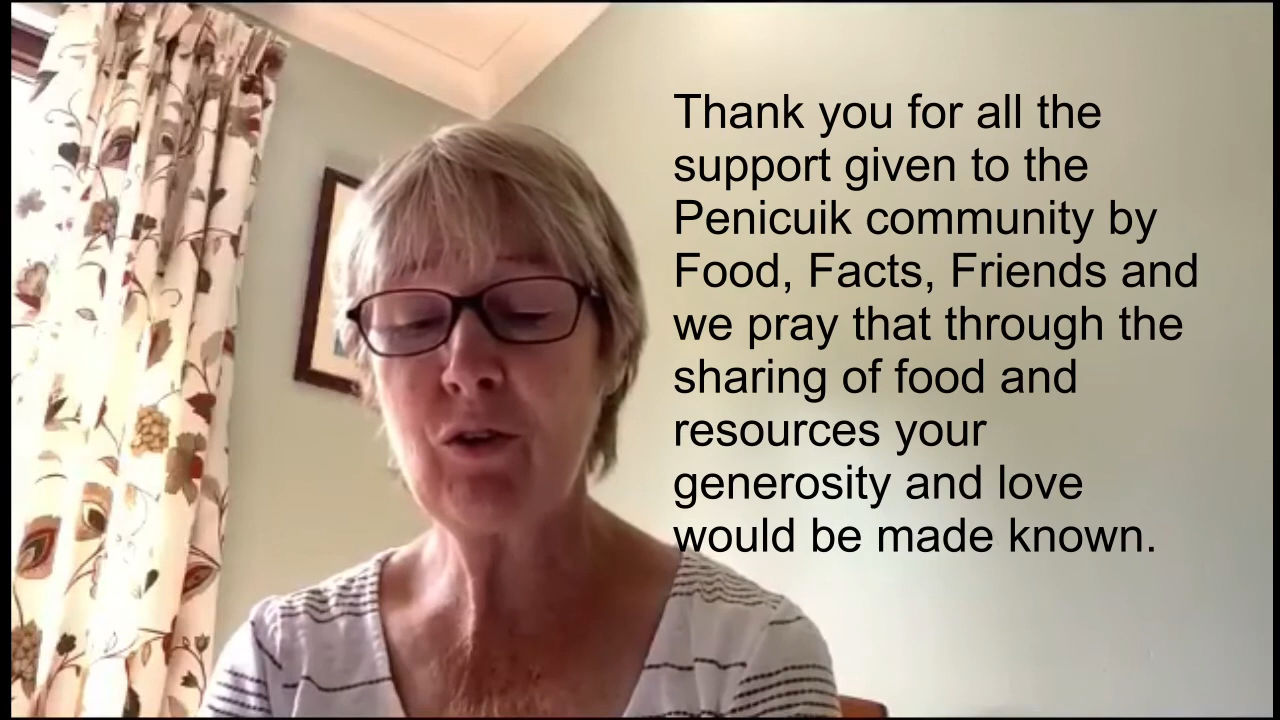 Thank you for all the
support given to the
Penicuik community by
Food, Facts, Friends and
we pray that through the
sharing of food and
resources your
generosity and love
would be made known.